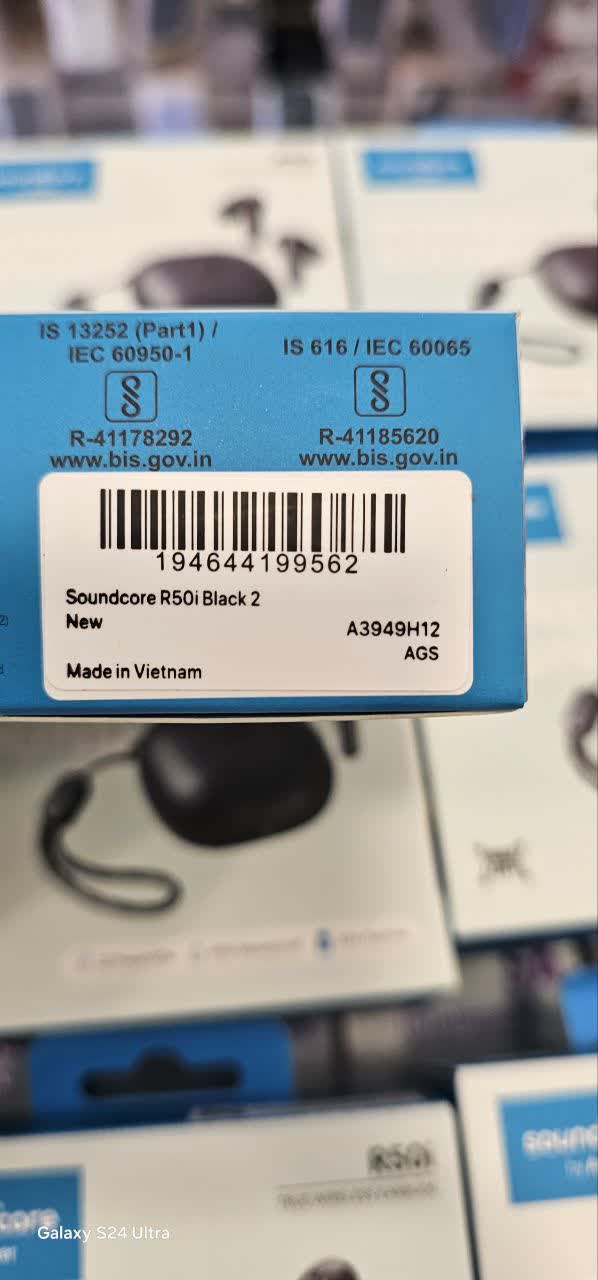 IS 13252 (Part1) /
IEC 60950-1
R-41178292
www.bis.gov.in
IS 616 / IEC 60065
R-41185620
www.bis.gov.in
194644199562
Soundcore R50i Black 2
New
A3949H12
AGS
Made in Vietnam
R50i
Galaxy S24 Ultra